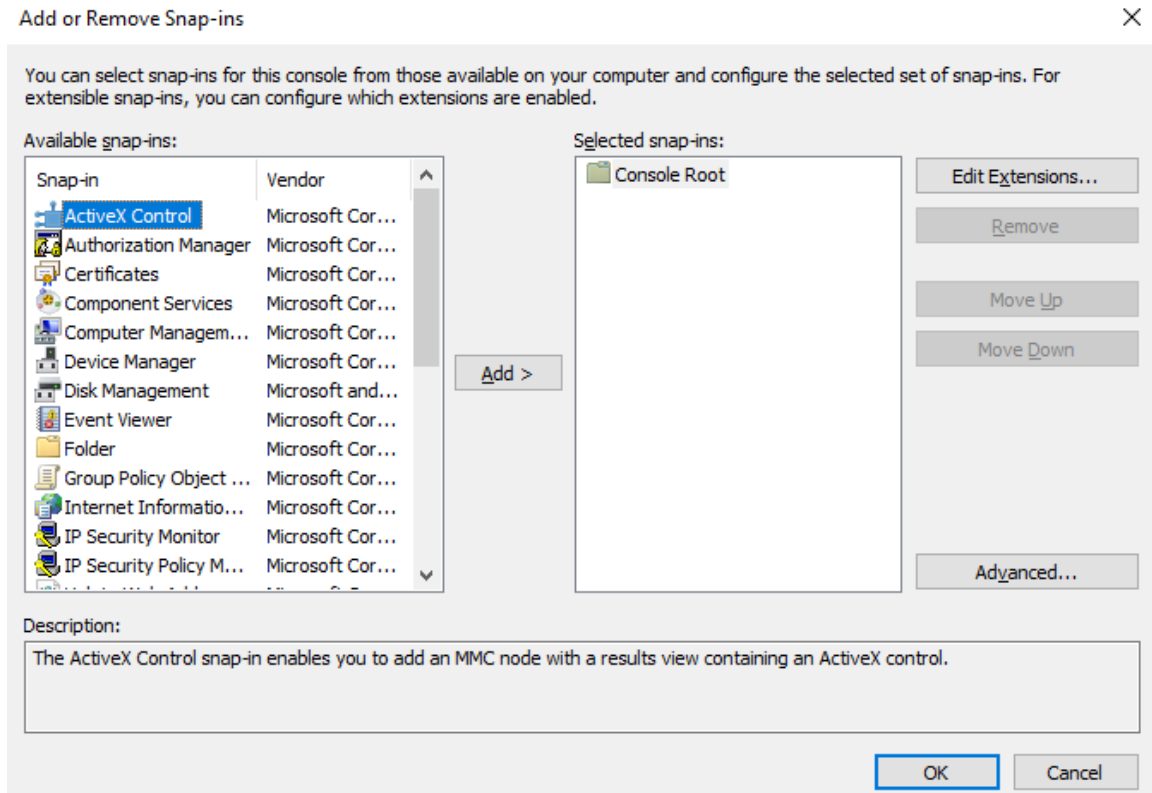 Add or Remove Snap-ins
You can select snap-ins for this console from those available on your computer and configure the selected set of snap-ins. For
extensible snap-ins, you can configure which extensions are enabled.
Available snap-ins:
Selected snap-ins:
Snap-in Vendor
ActiveX Control Microsoft Cor...
Authorization Manager Microsoft Cor...
Certificates Microsoft Cor...
Component Services Microsoft Cor...
Computer Managem... Microsoft Cor...
Device Manager Microsoft Cor...
Disk Management Microsoft and...
Event Viewer Microsoft Cor...
Folder Microsoft Cor...
Group Policy Object ... Microsoft Cor...
Internet Informatio... Microsoft Cor...
IP Security Monitor Microsoft Cor...
IP Security Policy M... Microsoft Cor...
Add >
Console Root
Edit Extensions...
Remove
Move Up
Move Down
Advanced...
Description:
The ActiveX Control snap-in enables you to add an MMC node with a results view containing an ActiveX control.
OK
Cancel